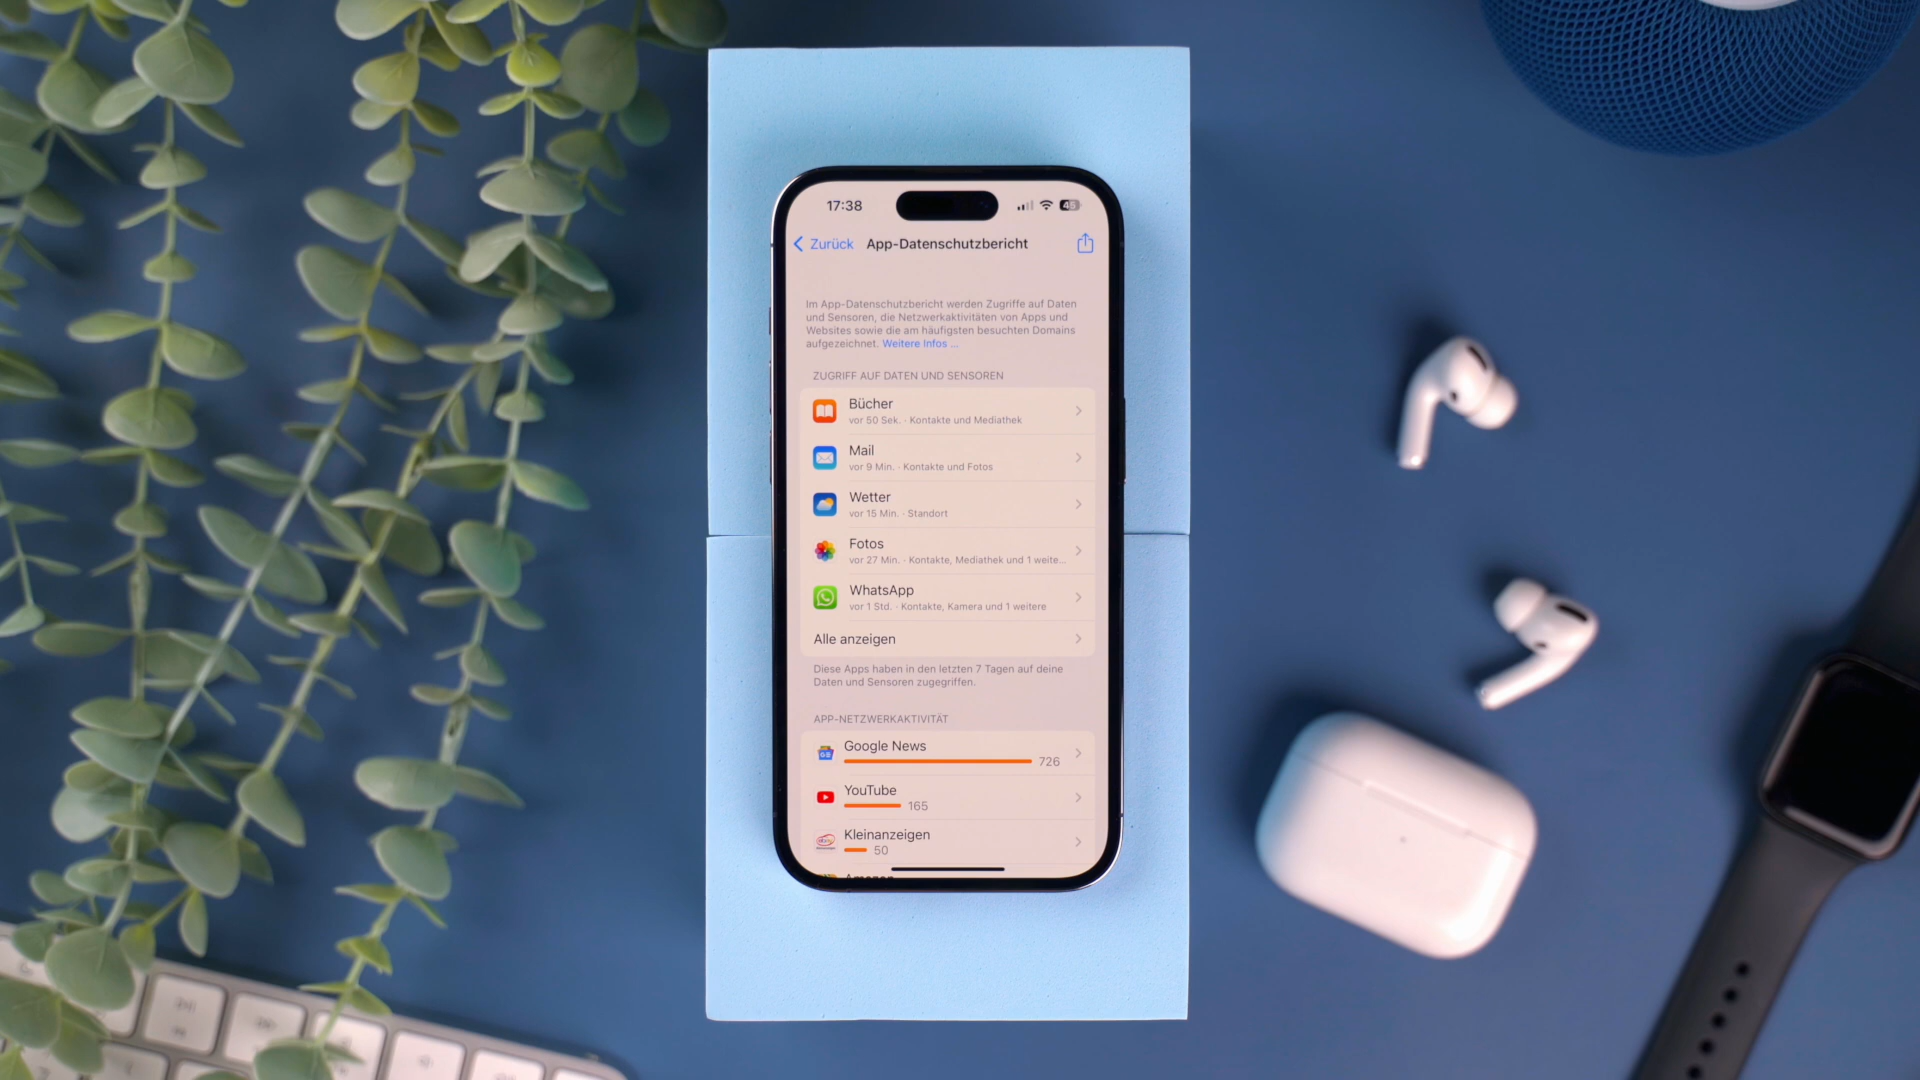 17:38
45
Zurück App-Datenschutzbericht
Im App-Datenschutzbericht werden Zugriffe auf Daten
und Sensoren, die Netzwerkaktivitäten von Apps und
Websites sowie die am häufigsten besuchten Domains
aufgezeichnet. Weitere Infos ...
ZUGRIFF AUF DATEN UND SENSOREN
Bücher
vor 50 Sek. · Kontakte und Mediathek
Mail
vor 9 Min. · Kontakte und Fotos
Wetter
vor 15 Min. · Standort
Fotos
vor 27 Min. · Kontakte, Mediathek und 1 weite...
WhatsApp
vor 1 Std. · Kontakte, Kamera und 1 weitere
Alle anzeigen
Diese Apps haben in den letzten 7 Tagen auf deine
Daten und Sensoren zugegriffen.
APP-NETZWERKAKTIVITÄT
Google News
726
YouTube
165
Kleinanzeigen
50
Amazon